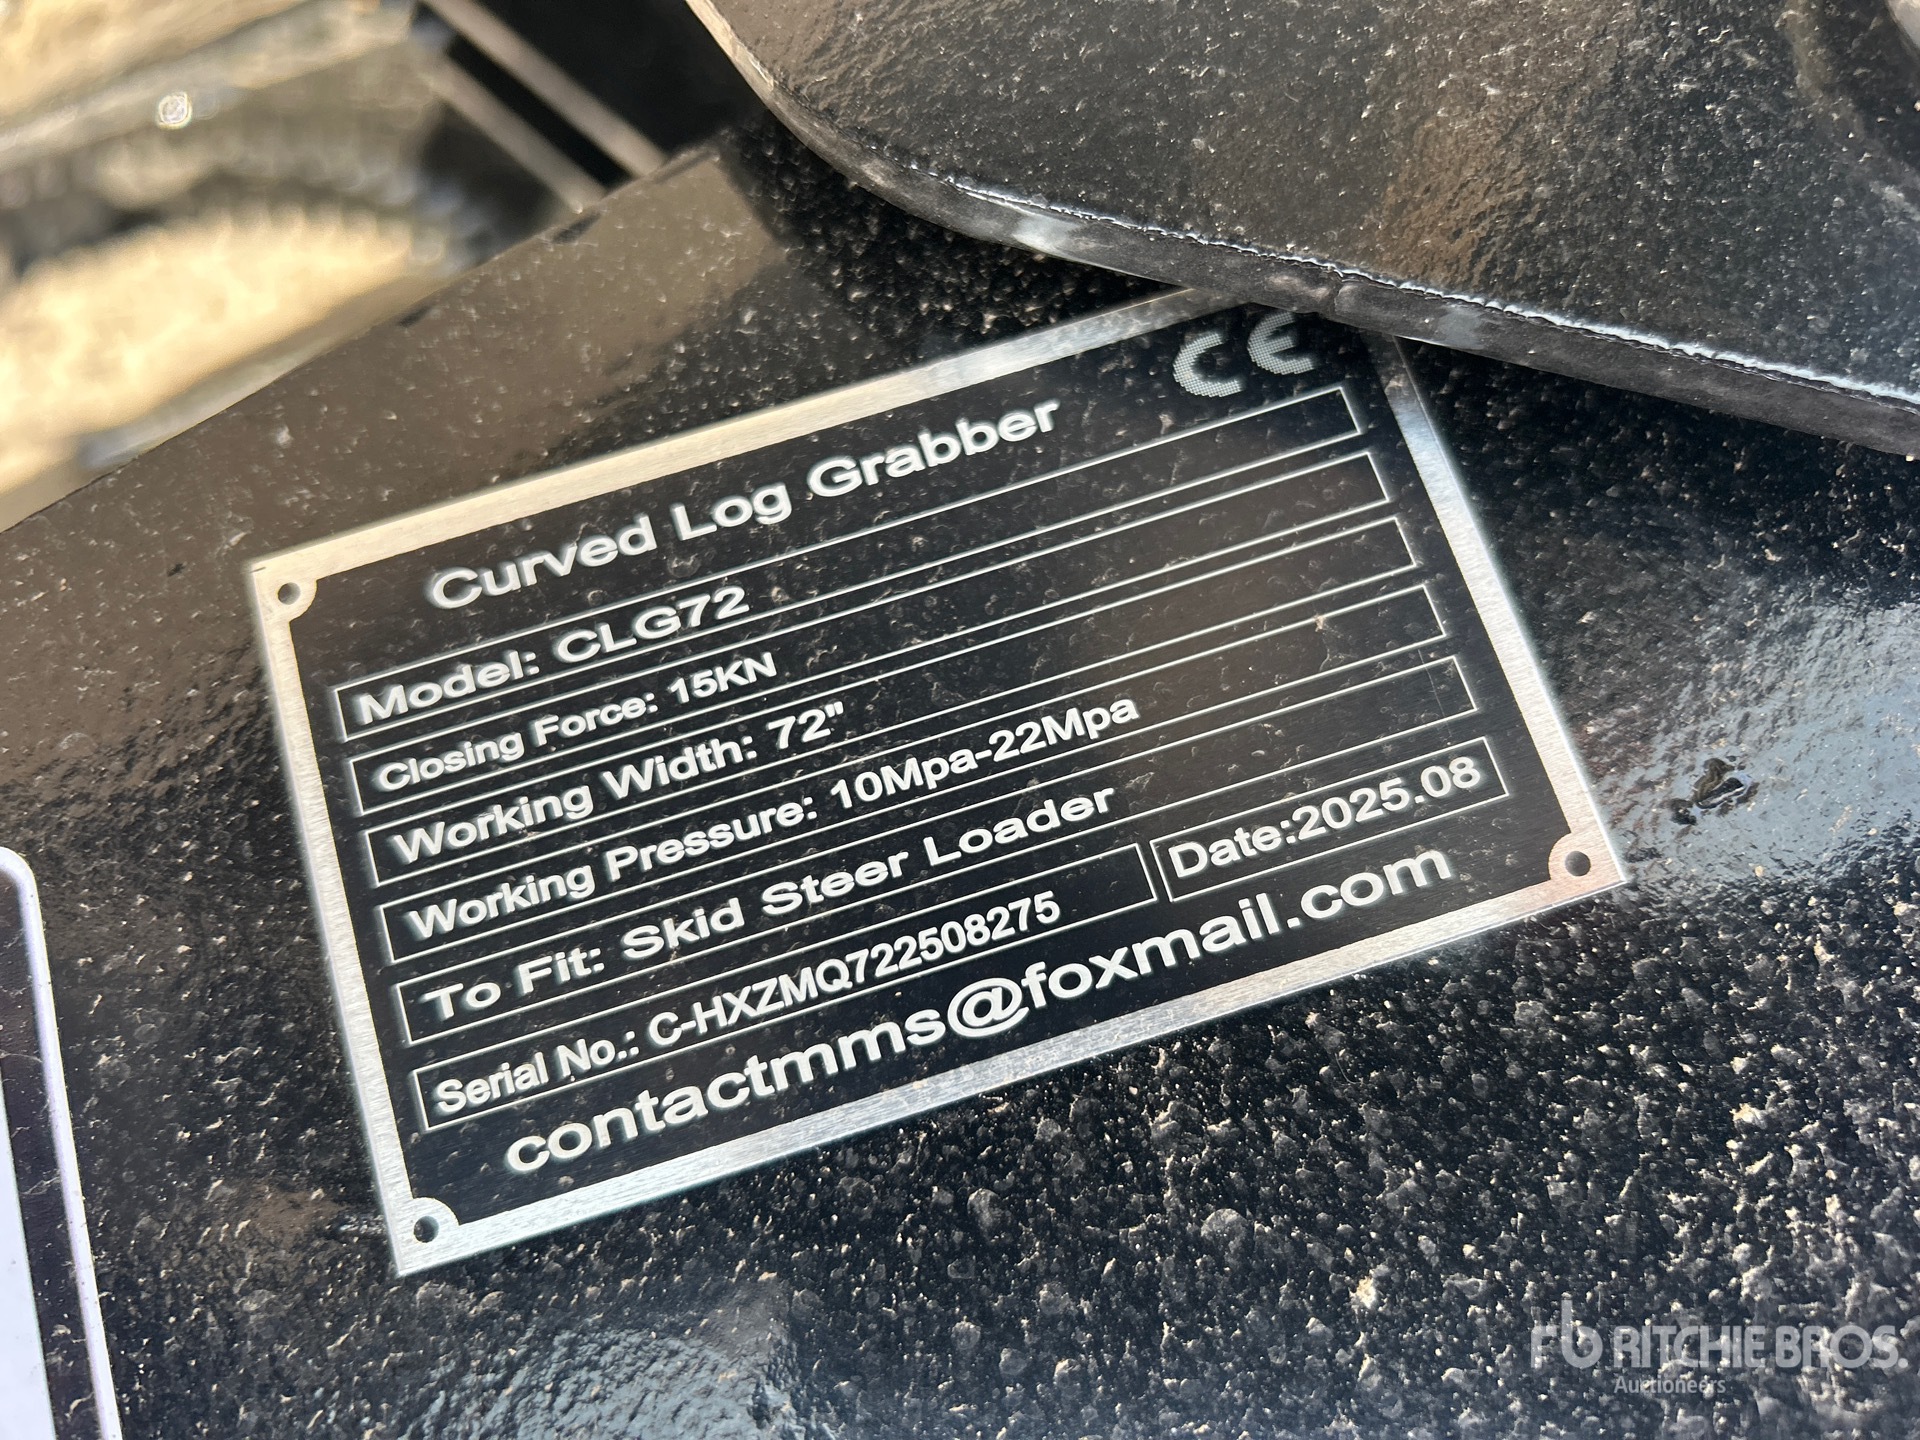 CE
Curved Log Grabber
Model: CLG72
Closing Force: 15KN
Working Width: 72"
Working Pressure: 10Mpa-22Mpa
To Fit: Skid Steer Loader
Serial No.: C-HXZMQ722508275 Date:2025.08
contactmms@foxmail.com
rb RITCHIE BROS.
Auctioneers